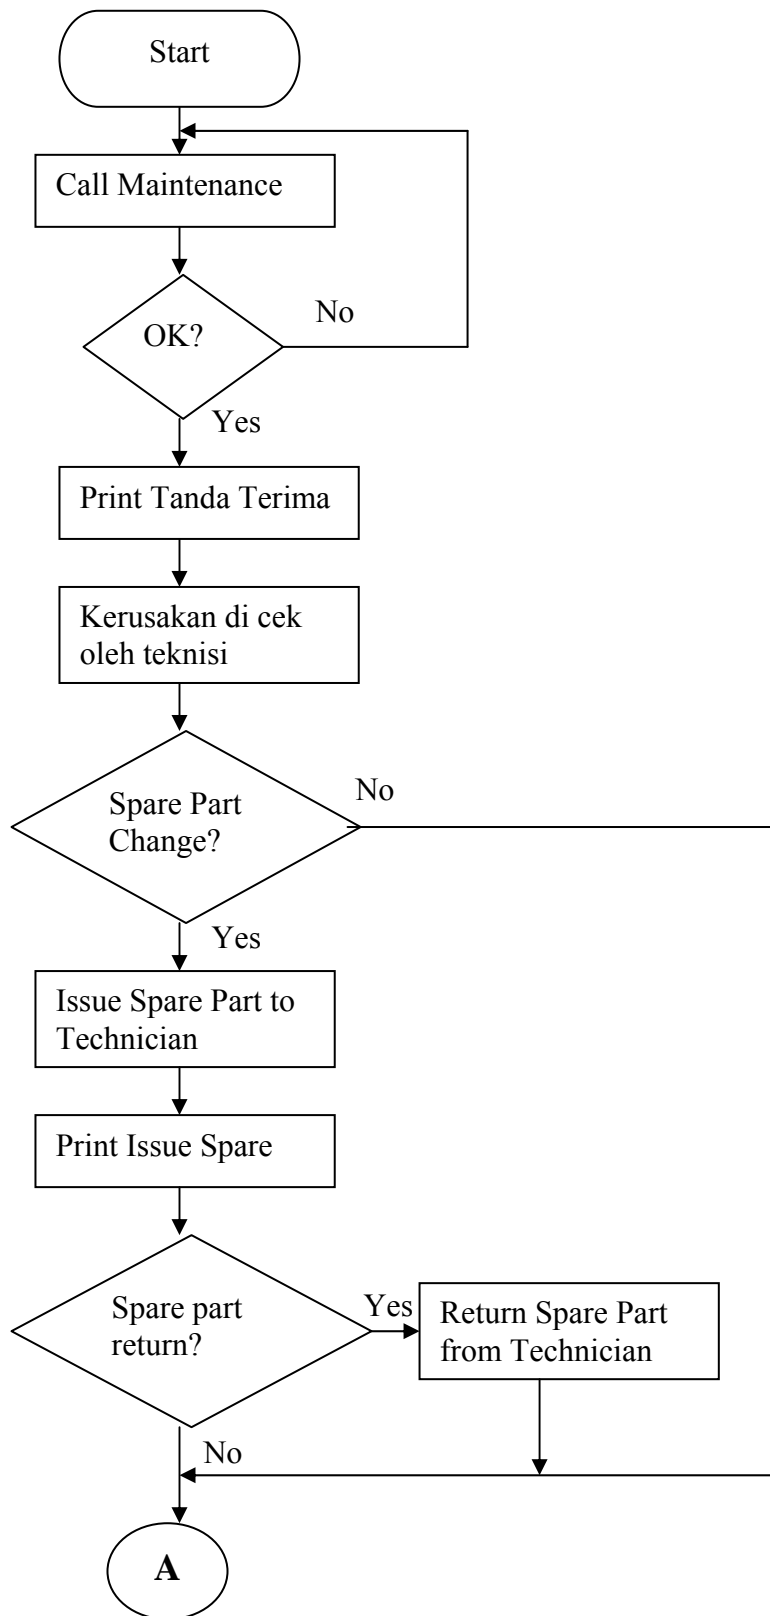 Start
Call Maintenance
OK?
No
Yes
Print Tanda Terima
Kerusakan di cek
oleh teknisi
Spare Part
Change?
No
Yes
Issue Spare Part to
Technician
Print Issue Spare
Spare part
return?
Yes
Return Spare Part
from Technician
No
A